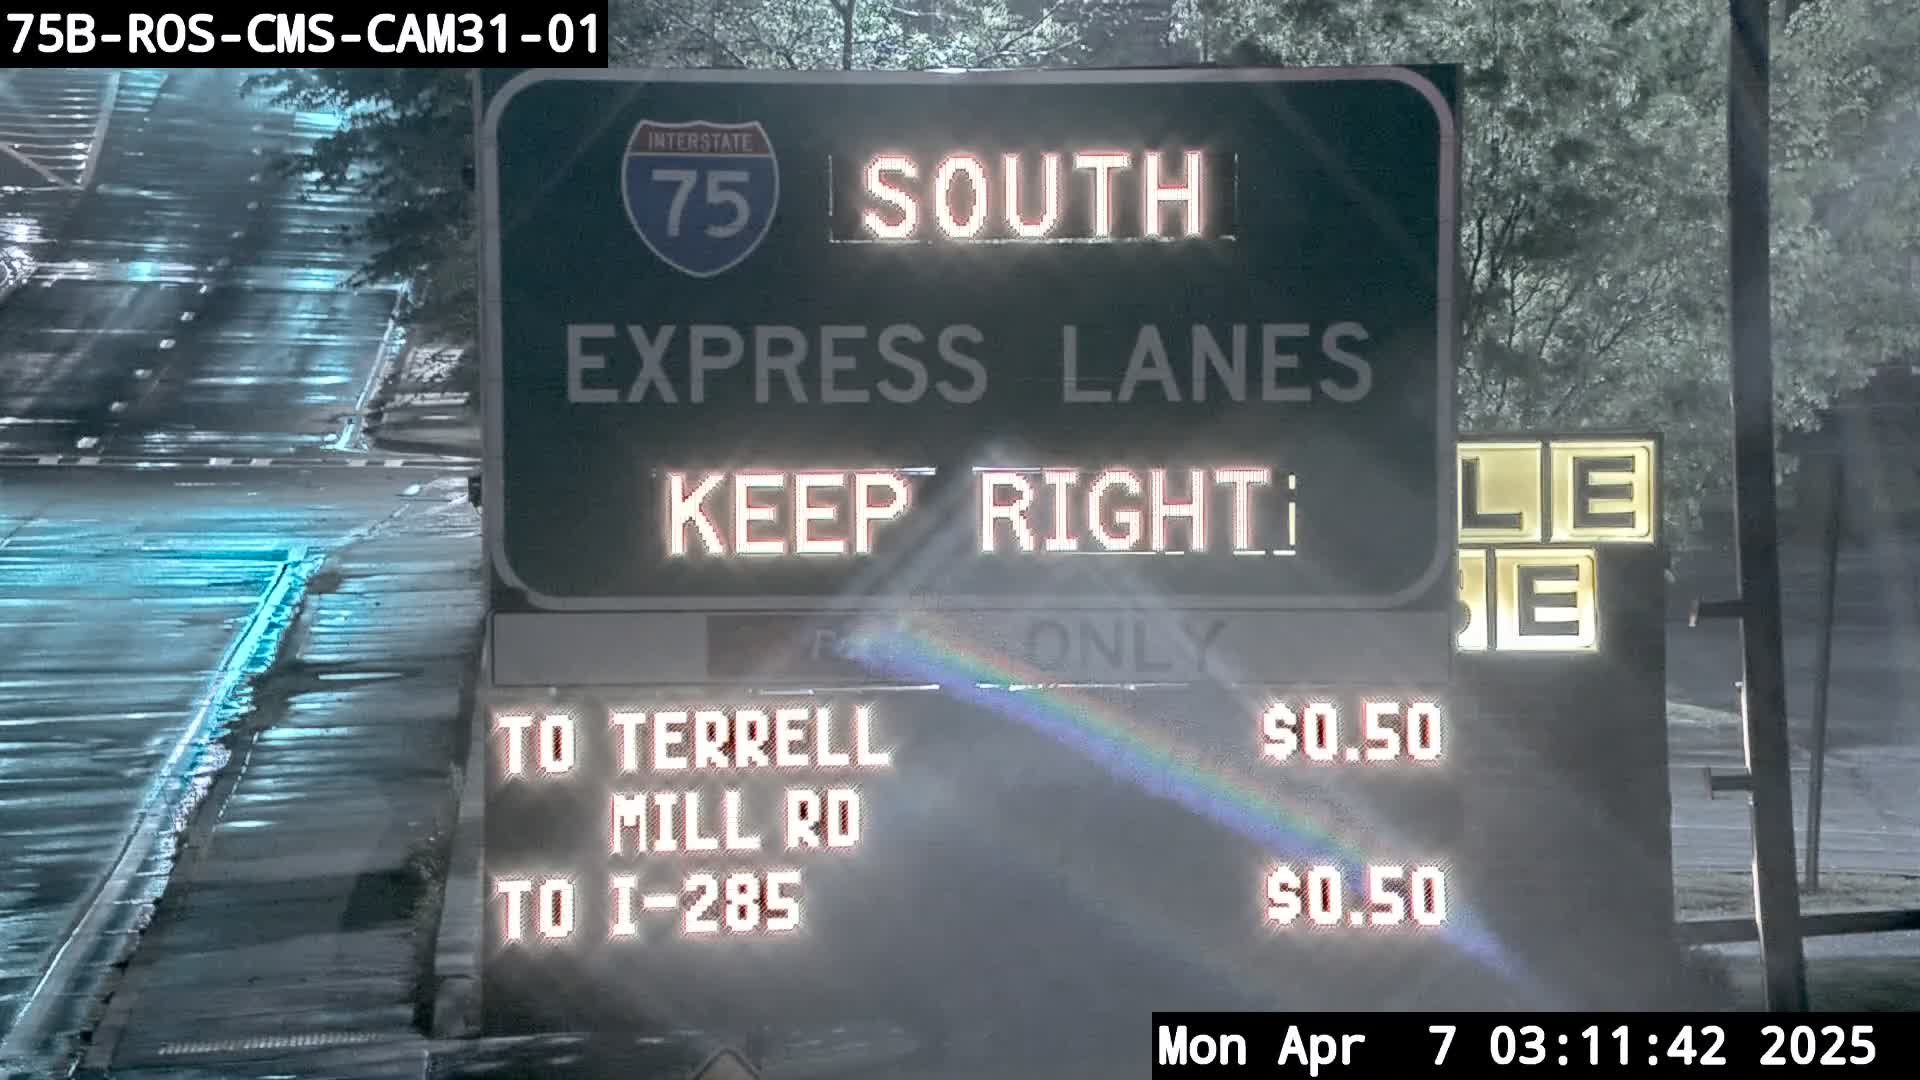 75B-ROS-CMS-CAM31-01
INTERSTATE
75
SOUTH
EXPRESS LANES
KEEP RIGHT
ONLY
TO TERRELL $0.50
MILL RD
TO I-285 $0.50
LE
E
Mon Apr 7 03:11:42 2025